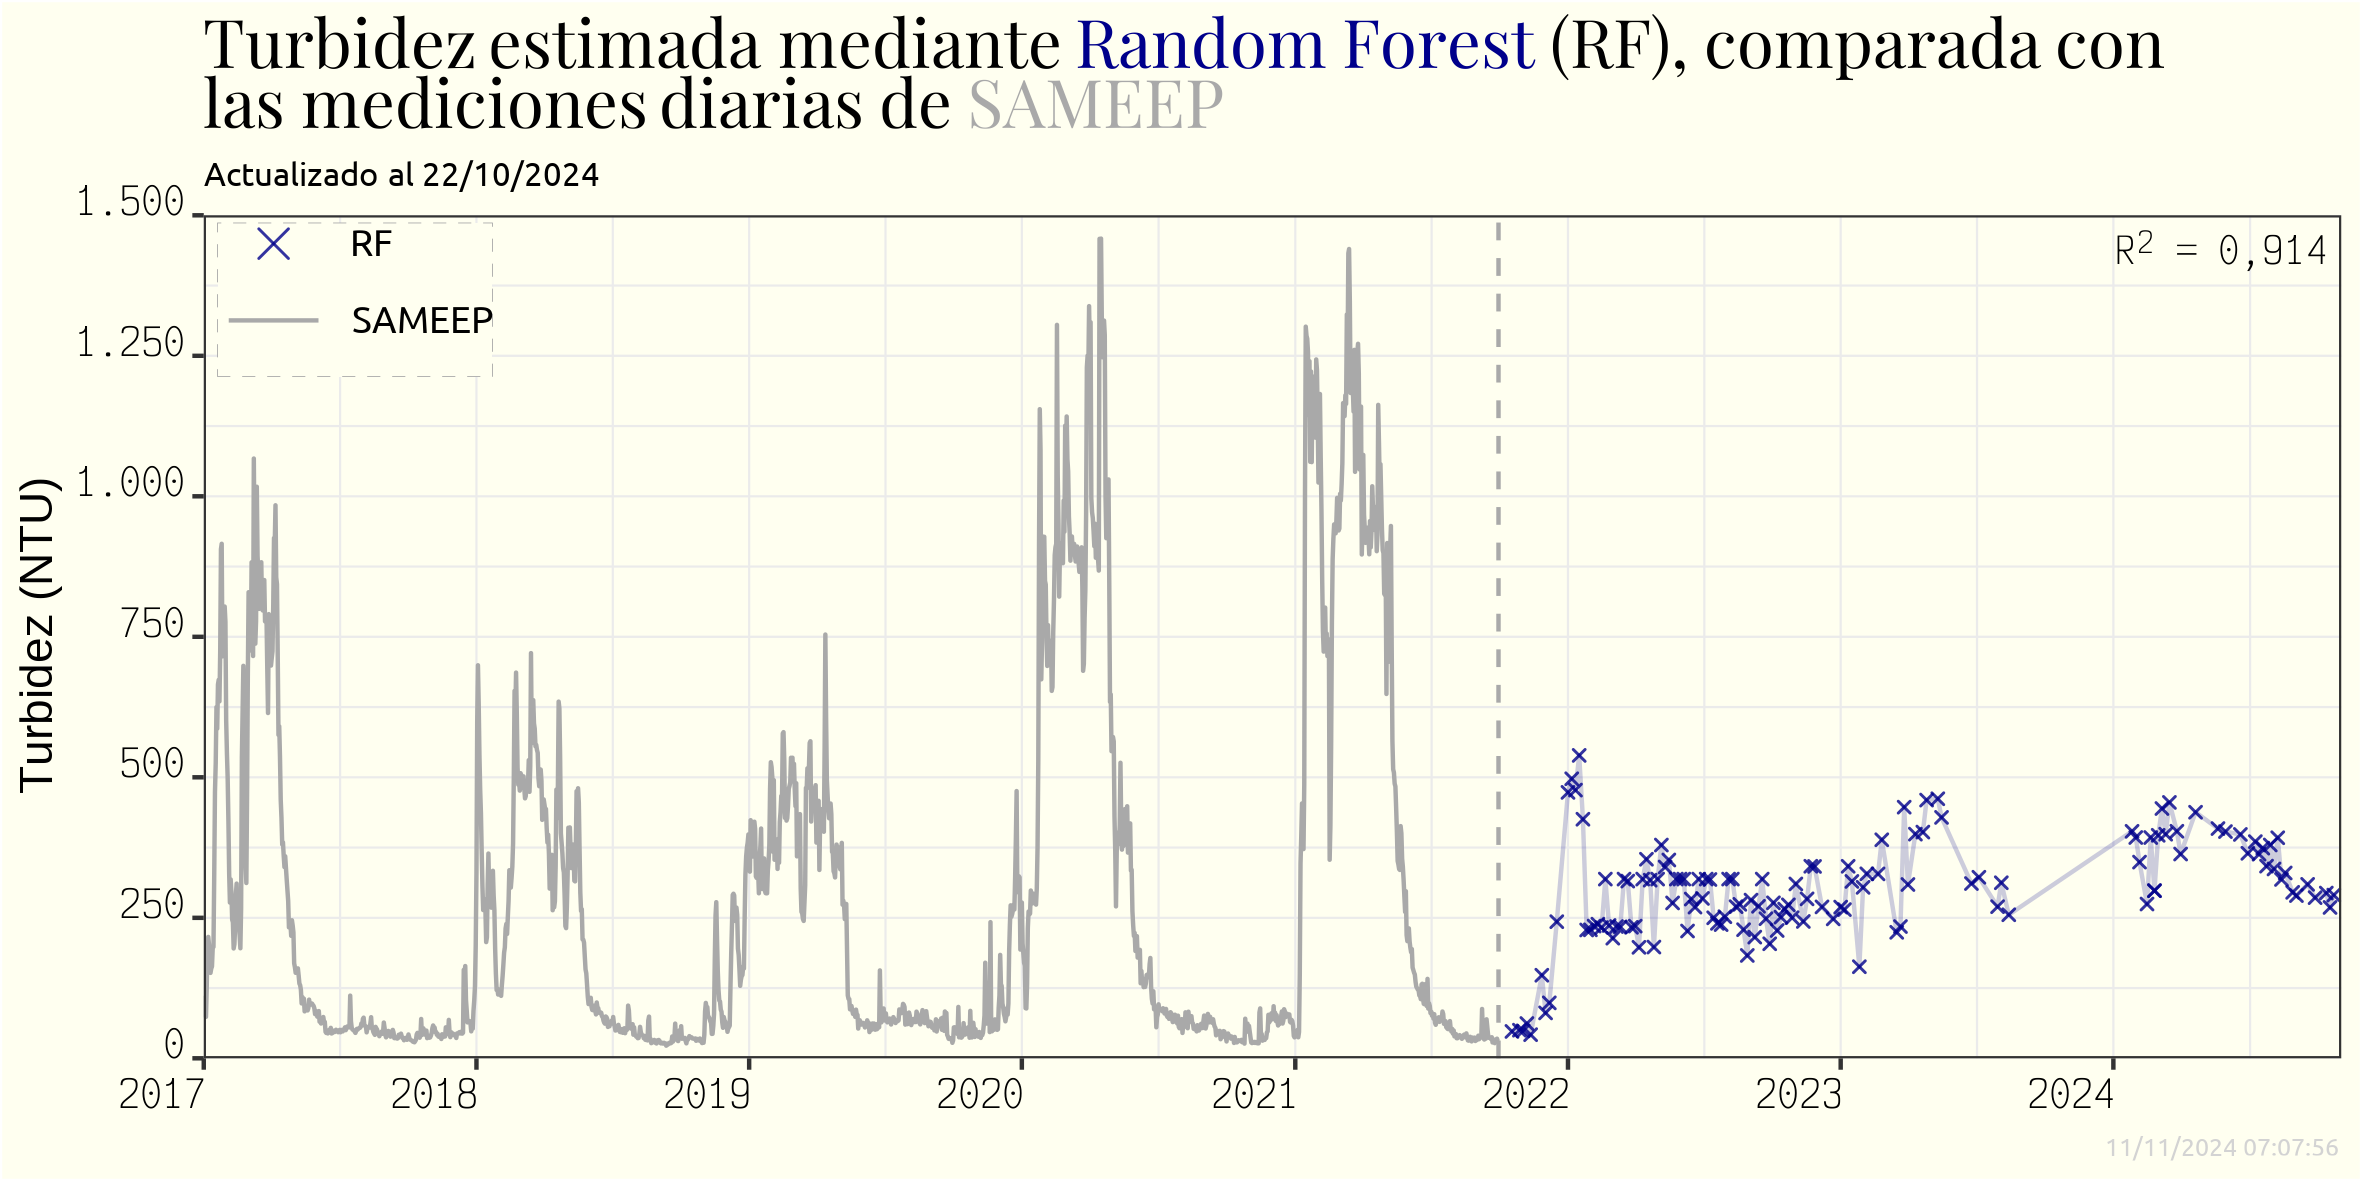 Turbidez estimada mediante Random Forest (RF), comparada con
las mediciones diarias de SAMEEP
Actualizado al 22/10/2024
Turbidez (NTU)
1.500
1.250
1.000
750
500
250
0
RF
SAMEEP
R² = 0,914
2017 2018 2019 2020 2021 2022 2023 2024
11/11/2024 07:07:56